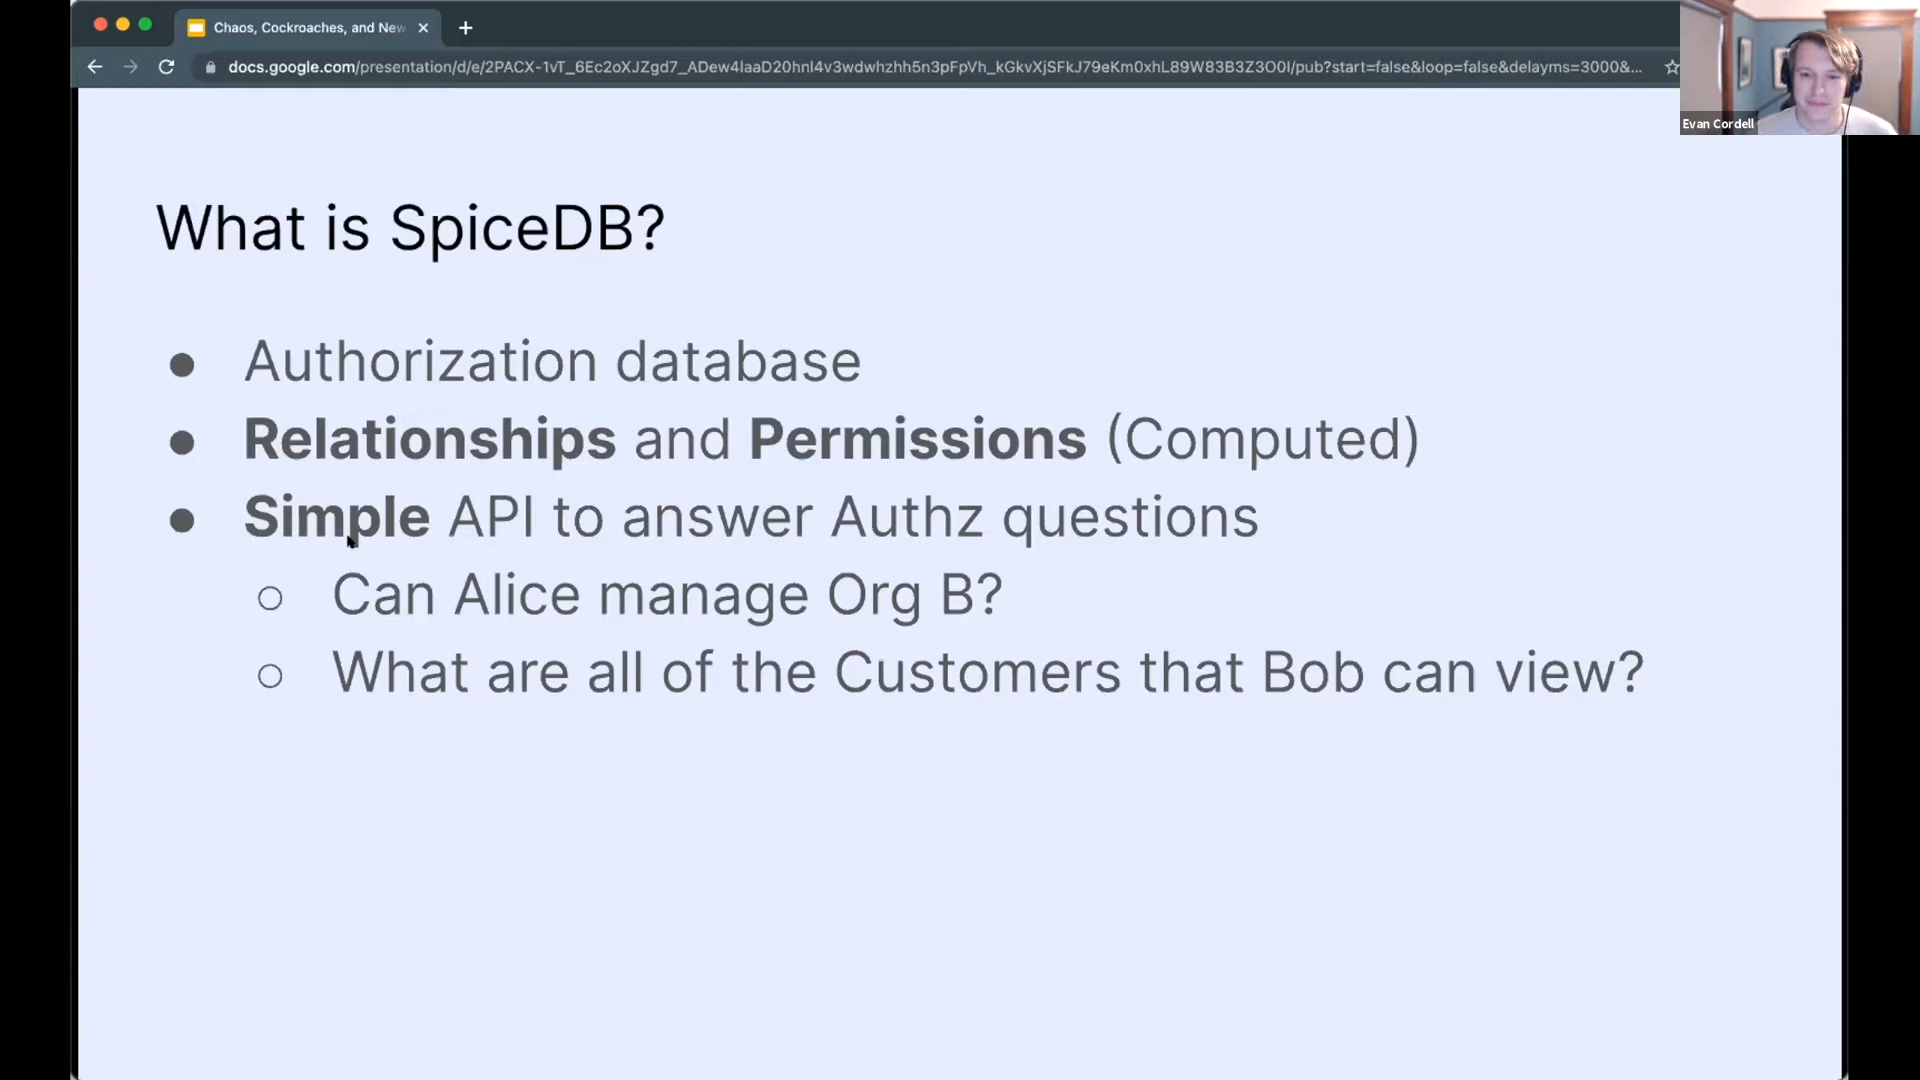 Chaos, Cockroaches, and New
docs.google.com/presentation/d/e/2PACX-1vT_6Ec2oXJZgd7_ADew4IaaD20hnl4v3wdwhzhh5n3pFpVh_kGkvXjSFkJ79eKm0xhL89W83B3Z3O0I/pub?start=false&loop=false&delayms=3000&...
Evan Cordell
What is SpiceDB?
● Authorization database
● Relationships and Permissions (Computed)
● Simple API to answer Authz questions
○ Can Alice manage Org B?
○ What are all of the Customers that Bob can view?